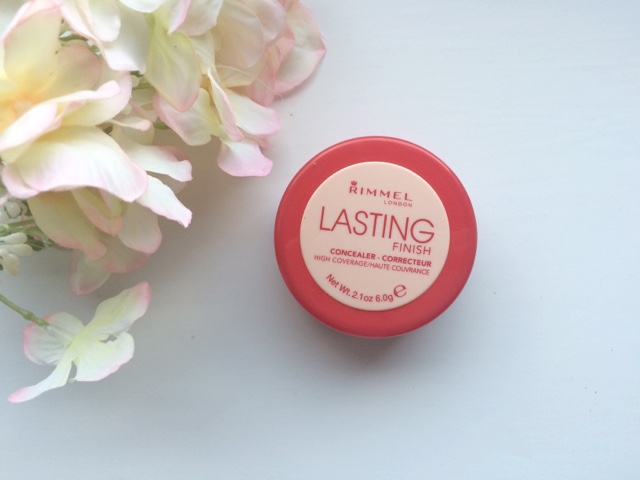 RIMMEL
LONDON
LASTING
FINISH
CONCEALER - CORRECTEUR
HIGH COVERAGE/HAUTE COUVRANCE
Net Wt. 2.1oz 6.0g ℮